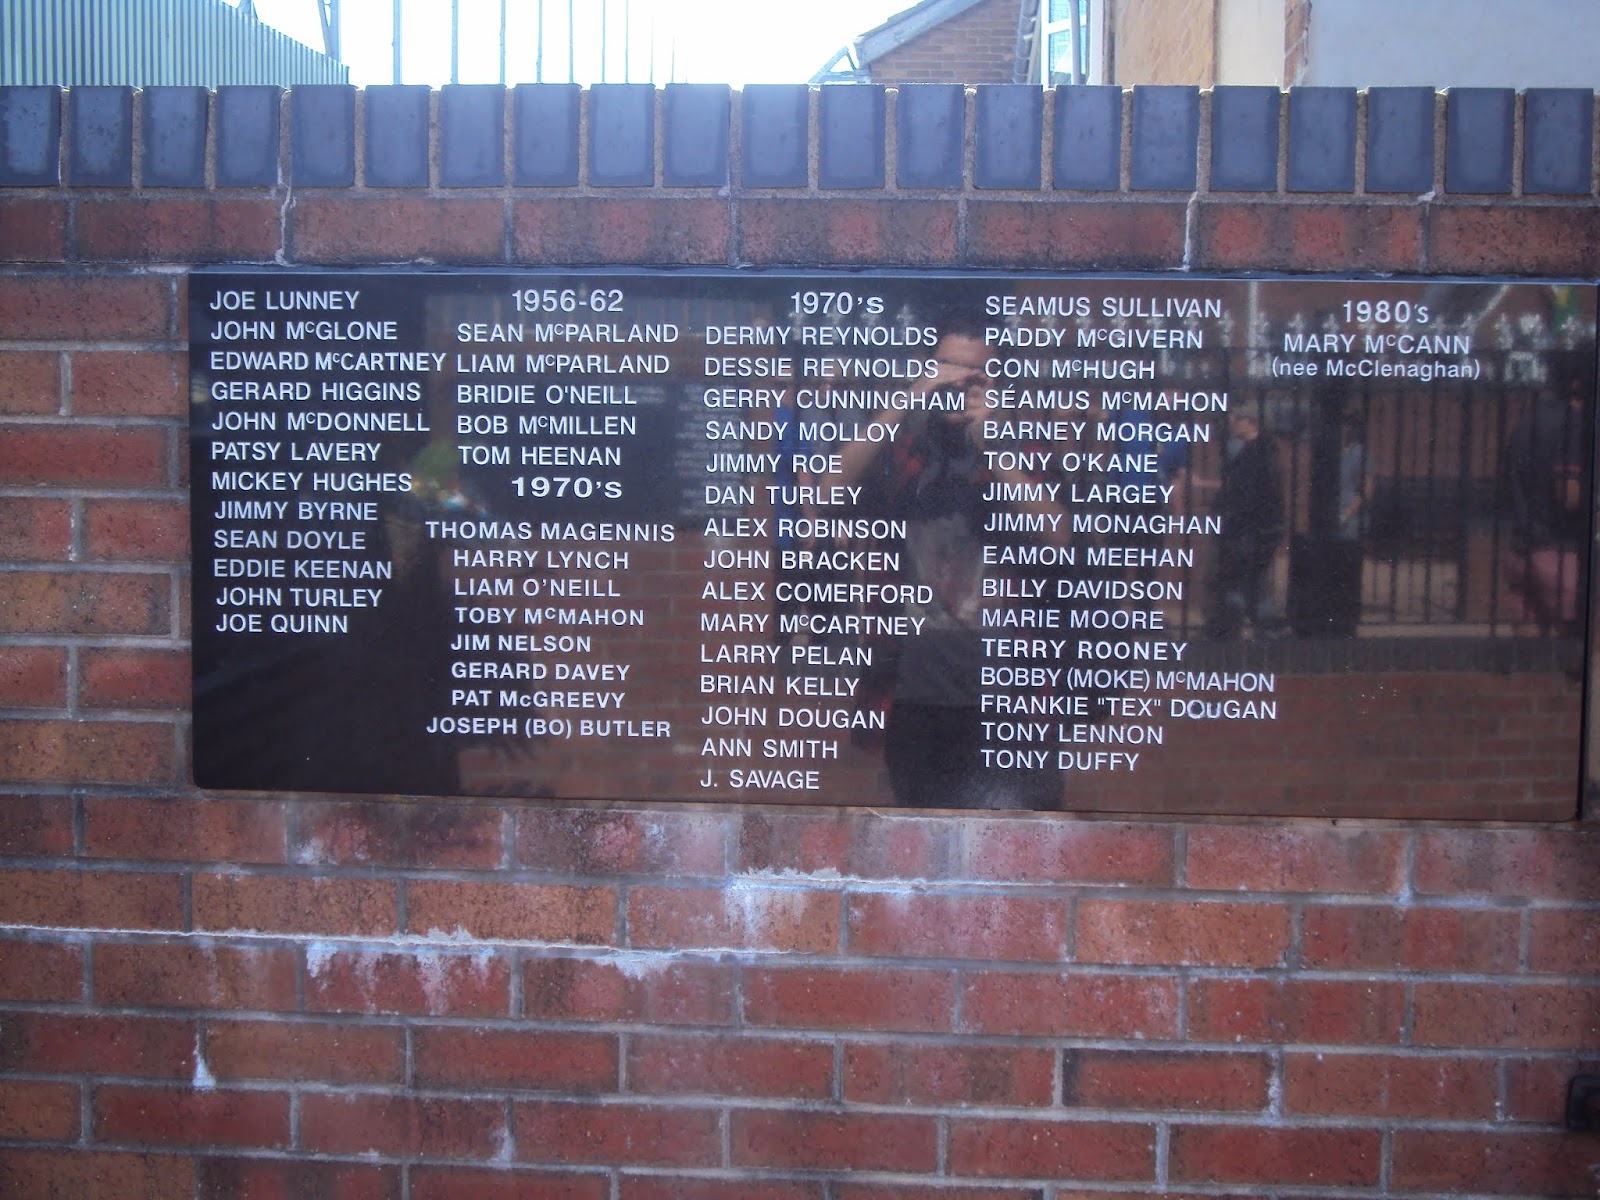 JOE LUNNEY
JOHN McGLONE
EDWARD McCARTNEY
GERARD HIGGINS
JOHN McDONNELL
PATSY LAVERY
MICKEY HUGHES
JIMMY BYRNE
SEAN DOYLE
EDDIE KEENAN
JOHN TURLEY
JOE QUINN
1956-62
SEAN McPARLAND
LIAM McPARLAND
BRIDIE O'NEILL
BOB McMILLEN
TOM HEENAN
1970'S
THOMAS MAGENNIS
HARRY LYNCH
LIAM O'NEILL
TOBY McMAHON
JIM NELSON
GERARD DAVEY
PAT McGREEVY
JOSEPH (BO) BUTLER
1970's
DERMY REYNOLDS
DESSIE REYNOLDS
GERRY CUNNINGHAM
SANDY MOLLOY
JIMMY ROE
DAN TURLEY
ALEX ROBINSON
JOHN BRACKEN
ALEX COMERFORD
MARY McCARTNEY
LARRY PELAN
BRIAN KELLY
JOHN DOUGAN
ANN SMITH
J. SAVAGE
SEAMUS SULLIVAN
PADDY McGIVERN
CON McHUGH
SÉAMUS McMAHON
BARNEY MORGAN
TONY O'KANE
JIMMY LARGEY
JIMMY MONAGHAN
EAMON MEEHAN
BILLY DAVIDSON
MARIE MOORE
TERRY ROONEY
BOBBY (MOKE) McMAHON
FRANKIE "TEX" DOUGAN
TONY LENNON
TONY DUFFY
1980's
MARY McCANN
(nee McClenaghan)